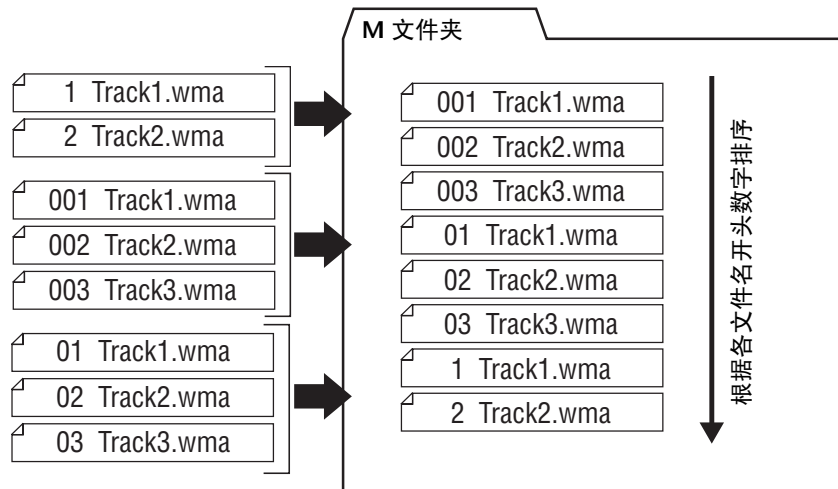 M 文件夹
1 Track1.wma
2 Track2.wma
001 Track1.wma
002 Track2.wma
003 Track3.wma
01 Track1.wma
02 Track2.wma
03 Track3.wma
001 Track1.wma
002 Track2.wma
003 Track3.wma
01 Track1.wma
02 Track2.wma
03 Track3.wma
1 Track1.wma
2 Track2.wma
根据各文件名开头数字排序